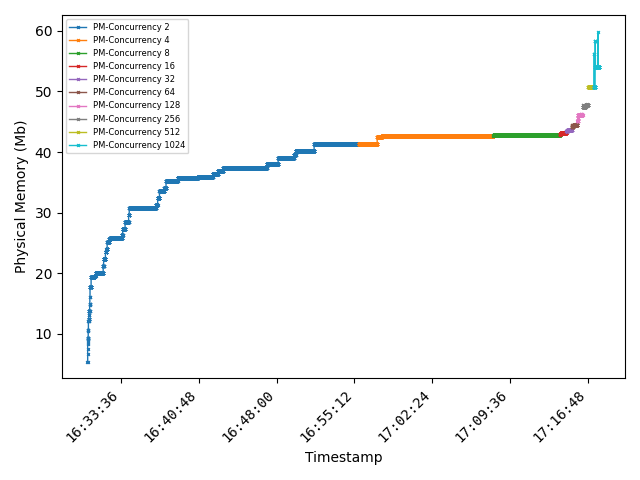 PM-Concurrency 2
PM-Concurrency 4
PM-Concurrency 8
PM-Concurrency 16
PM-Concurrency 32
PM-Concurrency 64
PM-Concurrency 128
PM-Concurrency 256
PM-Concurrency 512
PM-Concurrency 1024
Physical Memory (Mb)
60
50
40
30
20
10
16:33:36
16:40:48
16:48:00
16:55:12
17:02:24
17:09:36
17:16:48
Timestamp